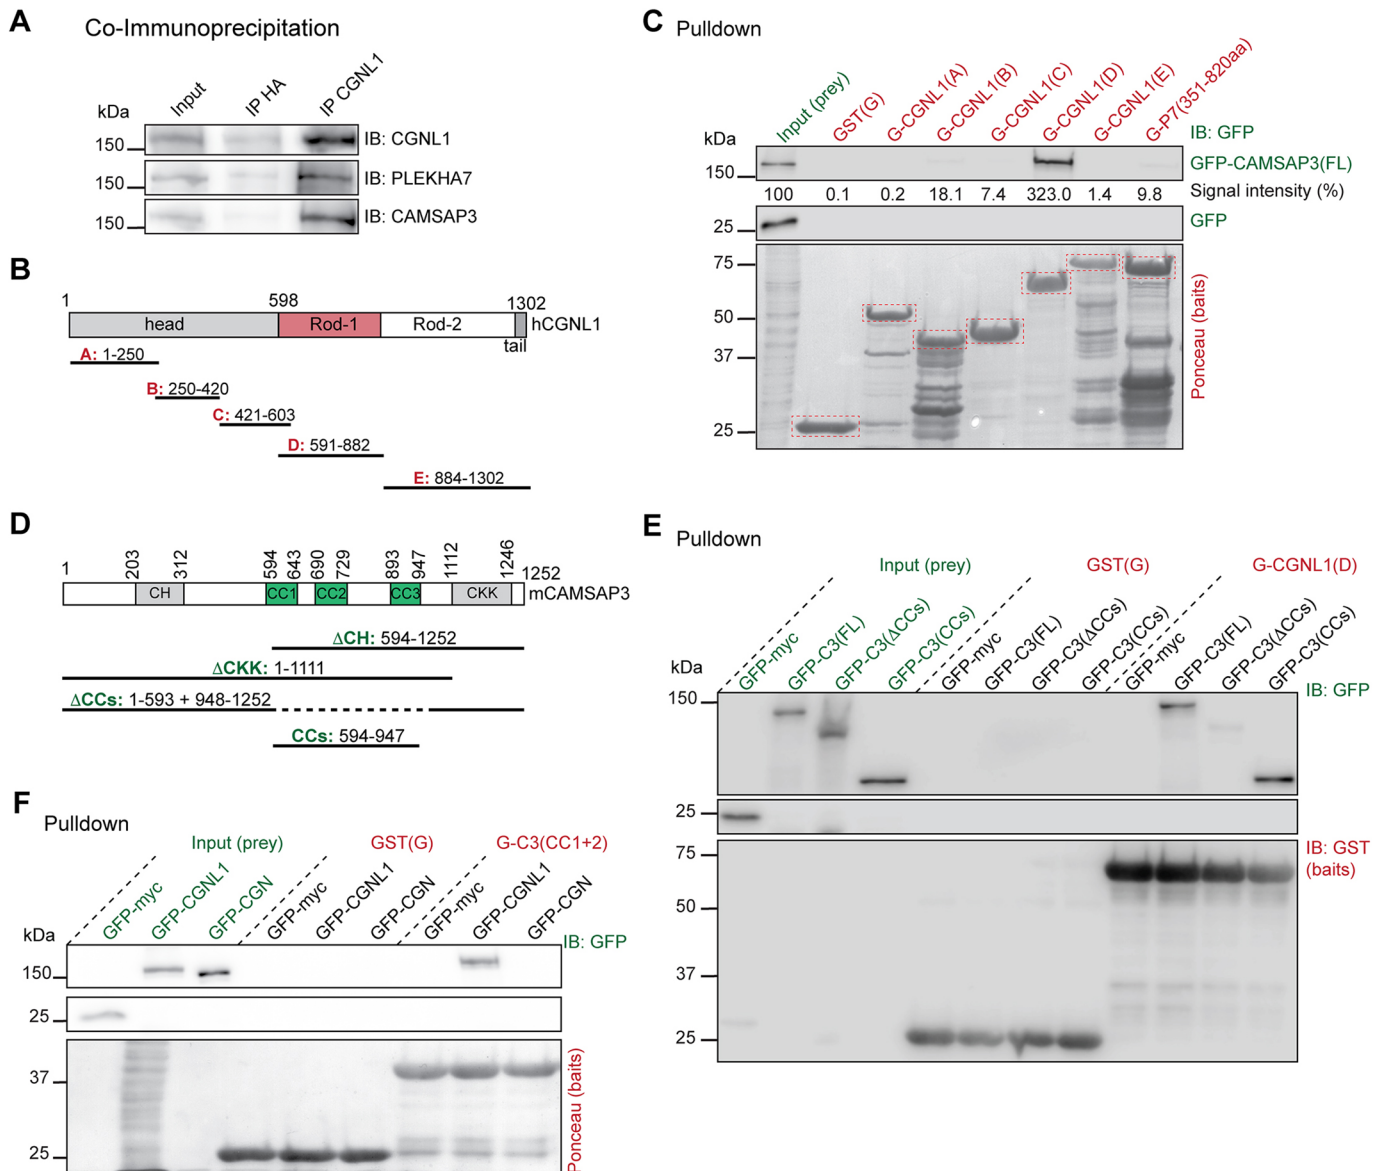 A
Co-Immunoprecipitation
Input
IP HA
IP CGNL1
kDa
150
IB: CGNL1
150
IB: PLEKHA7
150
IB: CAMSAP3
B
1 598 1302
head Rod-1 Rod-2 hCGNL1
tail
A: 1-250
B: 250-420
C: 421-603
D: 591-882
E: 884-1302
C
Pulldown
Input (prey)
GST(G)
G-CGNL1(A)
G-CGNL1(B)
G-CGNL1(C)
G-CGNL1(D)
G-CGNL1(E)
G-P7(351-820aa)
kDa
IB: GFP
150
GFP-CAMSAP3(FL)
100 0.1 0.2 18.1 7.4 323.0 1.4 9.8 Signal intensity (%)
25
GFP
75
50
37
25
Ponceau (baits)
D
1 203 312 594 643 690 729 893 947 1112 1246 1252
CH CC1 CC2 CC3 CKK mCAMSAP3
ΔCH: 594-1252
ΔCKK: 1-1111
ΔCCs: 1-593 + 948-1252
CCs: 594-947
E
Pulldown
Input (prey) GST(G) G-CGNL1(D)
GFP-myc
GFP-C3(FL)
GFP-C3(ΔCCs)
GFP-C3(CCs)
GFP-myc
GFP-C3(FL)
GFP-C3(ΔCCs)
GFP-C3(CCs)
GFP-myc
GFP-C3(FL)
GFP-C3(ΔCCs)
GFP-C3(CCs)
kDa
150
IB: GFP
25
75
IB: GST
(baits)
50
37
25
F
Pulldown
Input (prey) GST(G) G-C3(CC1+2)
GFP-myc
GFP-CGNL1
GFP-CGN
GFP-myc
GFP-CGNL1
GFP-CGN
GFP-myc
GFP-CGNL1
GFP-CGN
kDa
IB: GFP
150
25
37
25
Ponceau (baits)